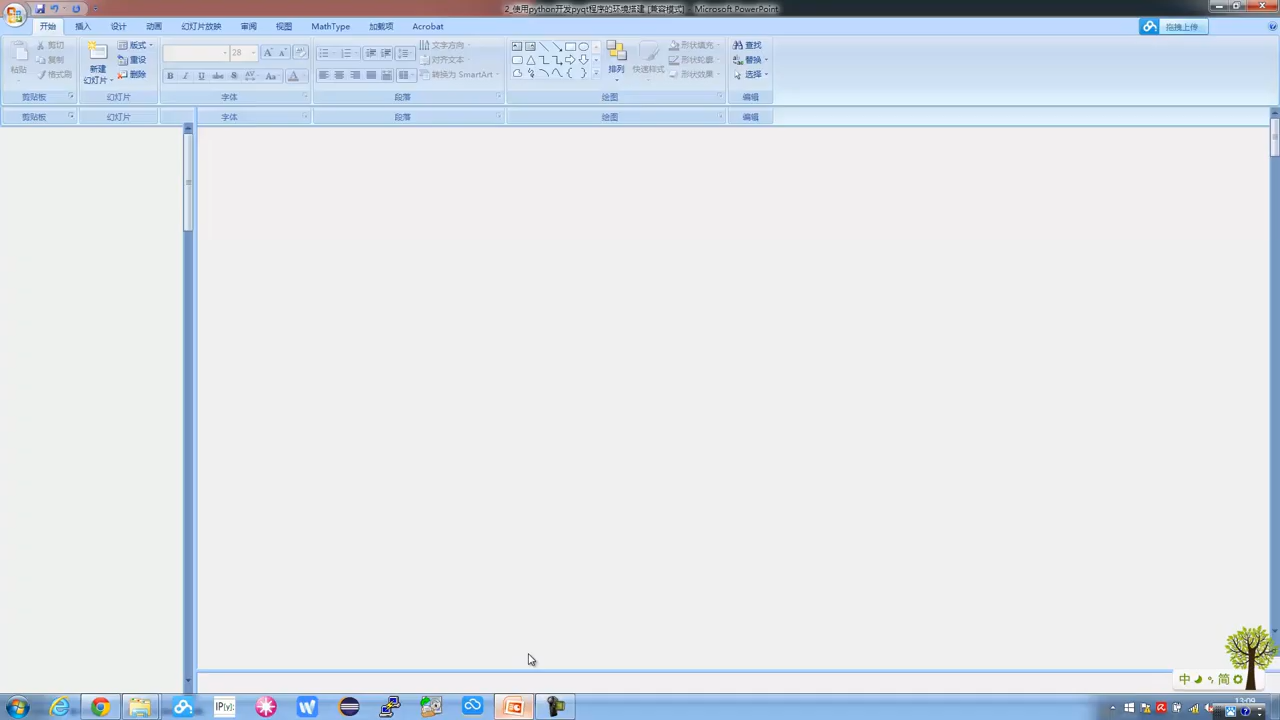 2_使用python开发pyqt程序的环境搭建 [兼容模式] - Microsoft PowerPoint
开始 插入 设计 动画 幻灯片放映 审阅 视图 MathType 加载项 Acrobat 拖拽上传
粘贴 剪切 复制 格式刷
新建 幻灯片 版式 重设 删除
28
B I U abe S AV Aa A
文字方向 对齐文本 转换为 SmartArt
排列 快速样式 形状填充 形状轮廓 形状效果
查找 替换 选择
剪贴板 幻灯片 字体 段落 绘图 编辑
剪贴板 幻灯片 字体 段落 绘图 编辑
中 简
IP[y]: W
13:09